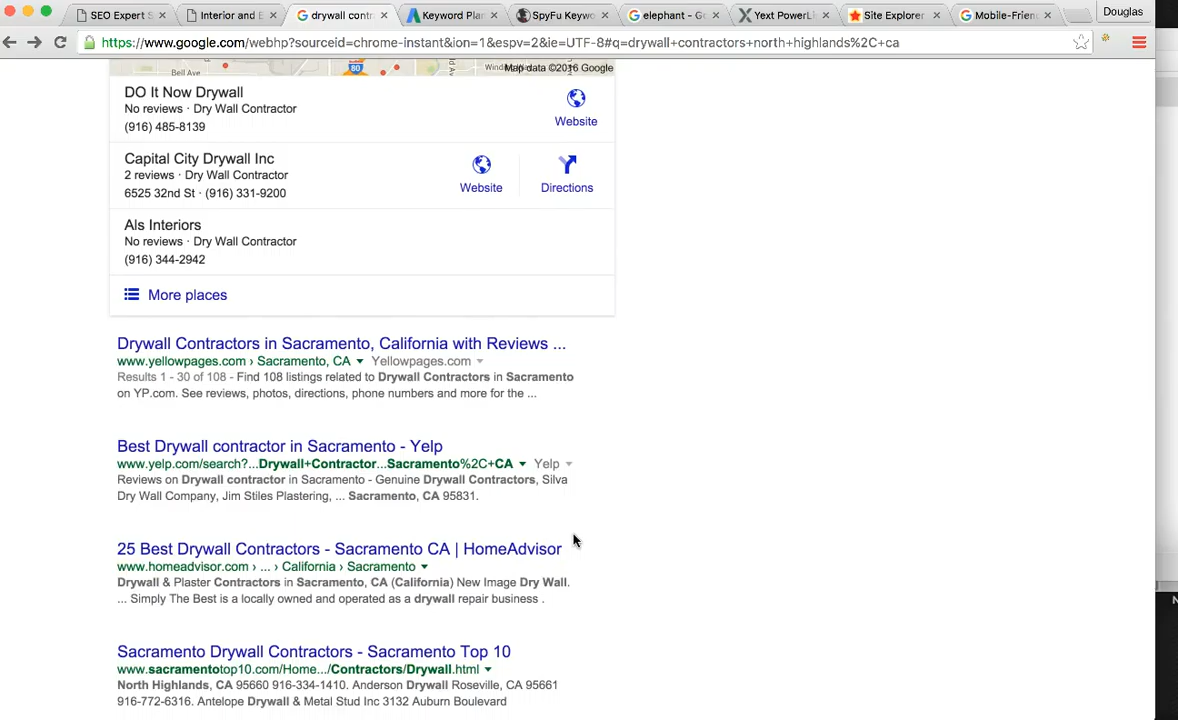 SEO Expert S
Interior and E
drywall contr
Keyword Plan
SpyFu Keywo
elephant - Go
Yext PowerLi
Site Explorer
Mobile-Frien
Douglas
https://www.google.com/webhp?sourceid=chrome-instant&ion=1&espv=2&ie=UTF-8#q=drywall+contractors+north+highlands%2C+ca
Bell Ave
80
Map data ©2016 Google
DO It Now Drywall
No reviews · Dry Wall Contractor
(916) 485-8139
Website
Capital City Drywall Inc
2 reviews · Dry Wall Contractor
6525 32nd St · (916) 331-9200
Website
Directions
Als Interiors
No reviews · Dry Wall Contractor
(916) 344-2942
More places
Drywall Contractors in Sacramento, California with Reviews ...
www.yellowpages.com › Sacramento, CA Yellowpages.com
Results 1 - 30 of 108 - Find 108 listings related to Drywall Contractors in Sacramento
on YP.com. See reviews, photos, directions, phone numbers and more for the ...
Best Drywall contractor in Sacramento - Yelp
www.yelp.com/search?...Drywall+Contractor...Sacramento%2C+CA Yelp
Reviews on Drywall contractor in Sacramento - Genuine Drywall Contractors, Silva
Dry Wall Company, Jim Stiles Plastering, ... Sacramento, CA 95831.
25 Best Drywall Contractors - Sacramento CA | HomeAdvisor
www.homeadvisor.com › ... › California › Sacramento
Drywall & Plaster Contractors in Sacramento, CA (California) New Image Dry Wall.
... Simply The Best is a locally owned and operated as a drywall repair business .
Sacramento Drywall Contractors - Sacramento Top 10
www.sacramentotop10.com/Home.../Contractors/Drywall.html
North Highlands, CA 95660 916-334-1410. Anderson Drywall Roseville, CA 95661
916-772-6316. Antelope Drywall & Metal Stud Inc 3132 Auburn Boulevard